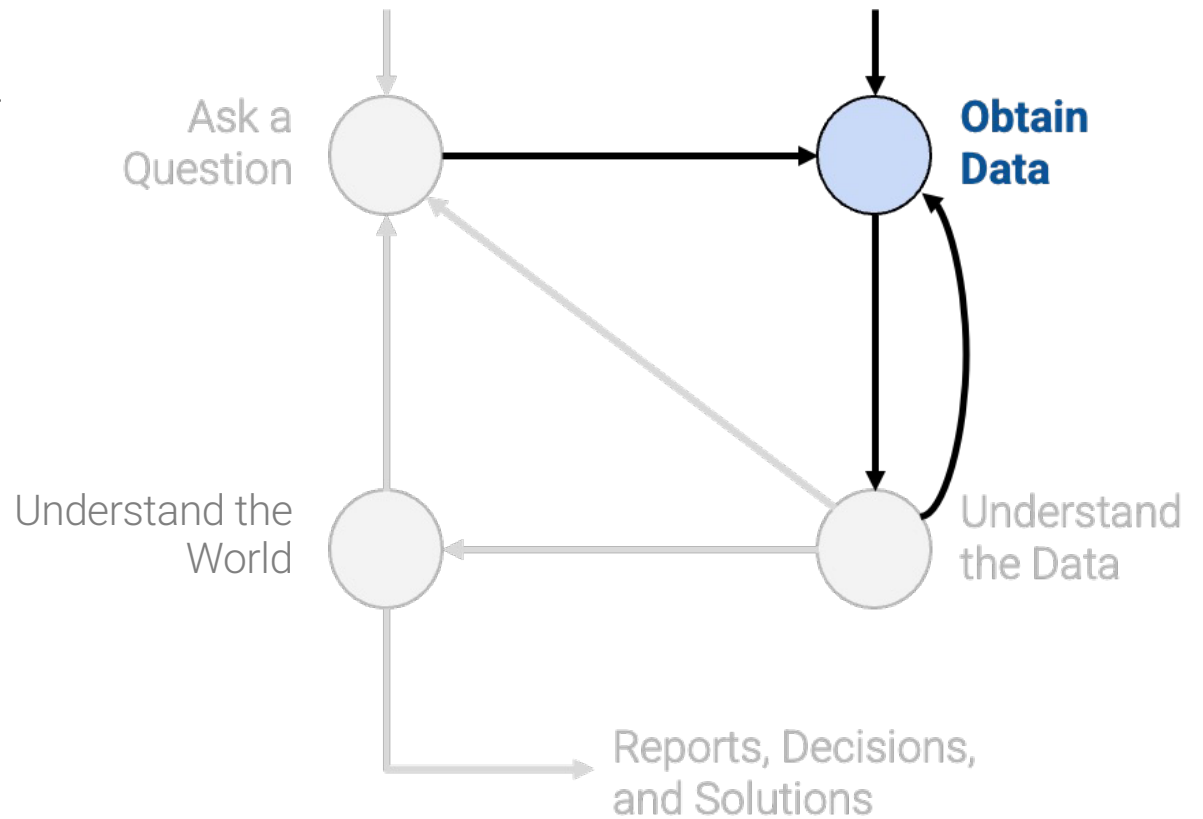 Ask a
Question
Obtain
Data
Understand the
World
Understand
the Data
Reports, Decisions,
and Solutions